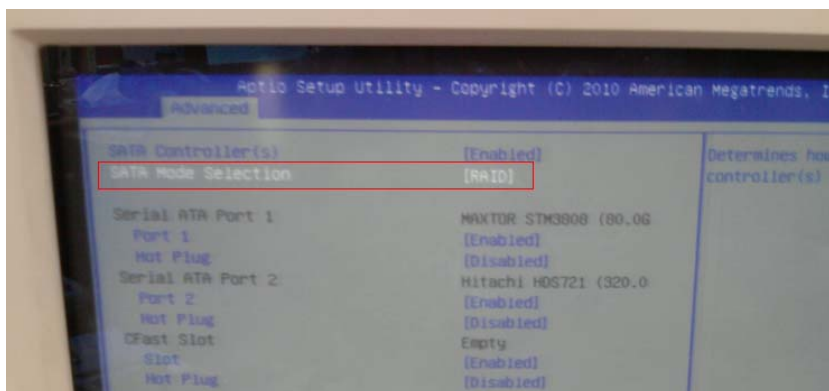 Aptio Setup Utility - Copyright (C) 2010 American Megatrends, I
Advanced
SATA Controller(s) [Enabled] Determines how
SATA Mode Selection [RAID] controller(s)
Serial ATA Port 1 MAXTOR STM3808 (80.0G
Port 1 [Enabled]
Hot Plug [Disabled]
Serial ATA Port 2 Hitachi HDS721 (320.0
Port 2 [Enabled]
Hot Plug [Disabled]
CFast Slot Empty
Slot [Enabled]
Hot Plug [Disabled]